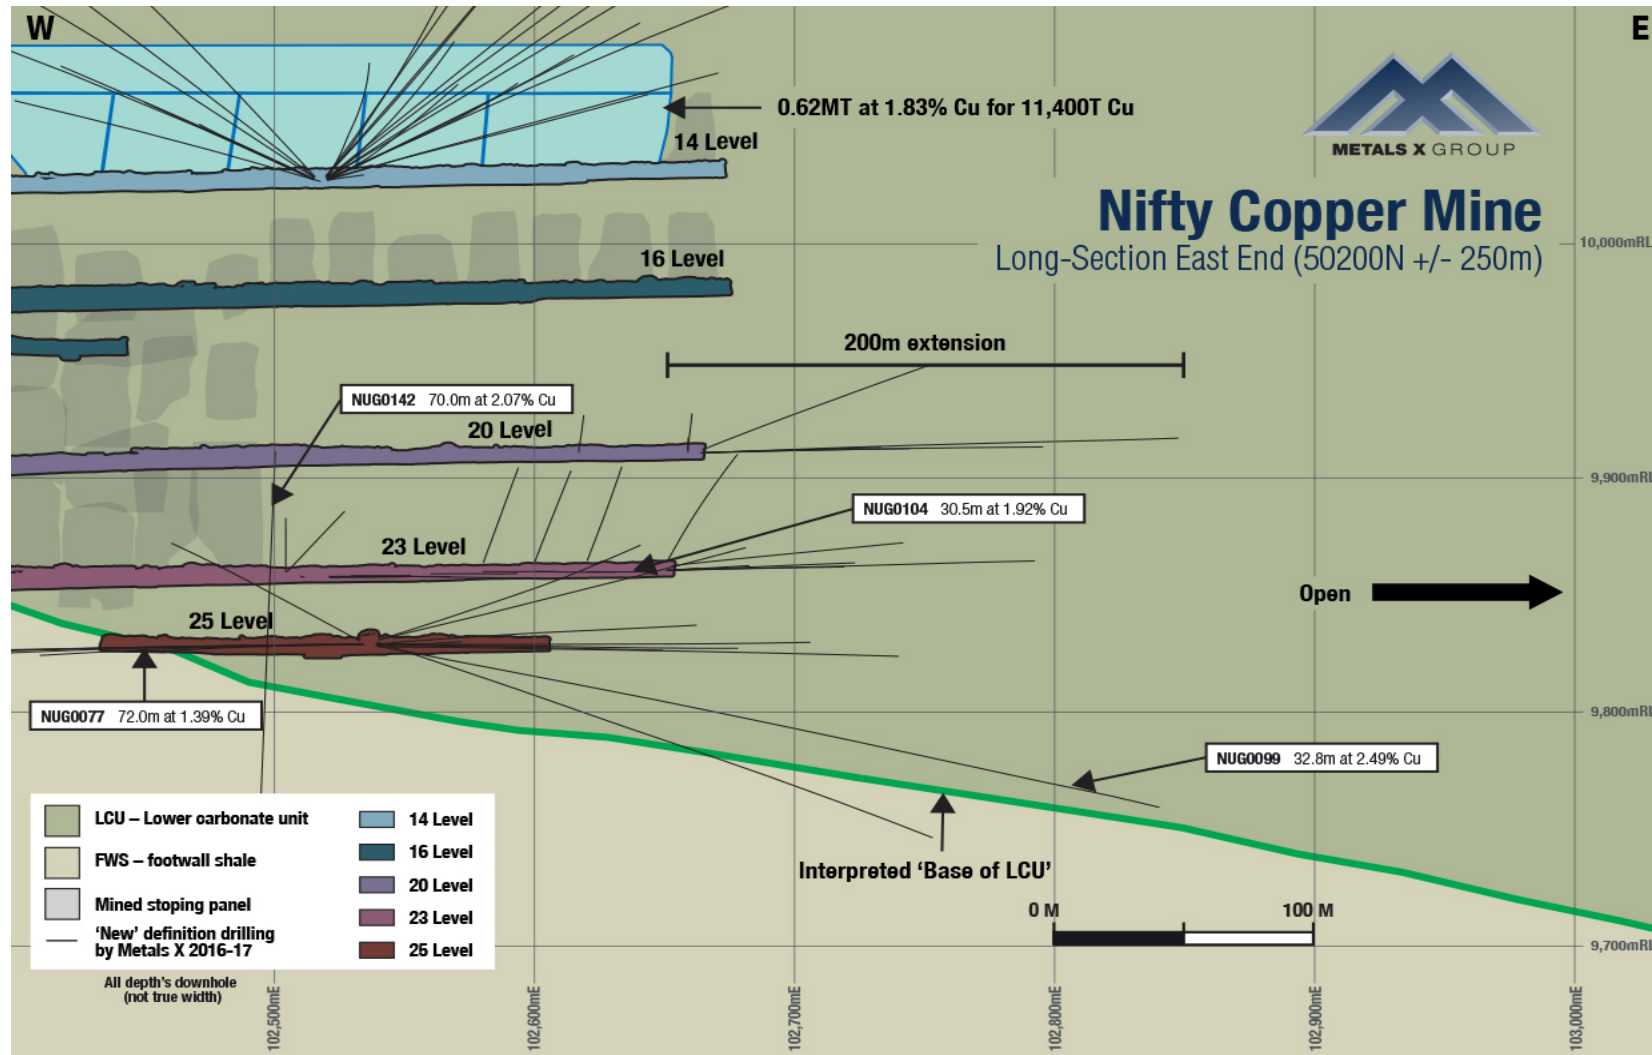 W
E
0.62MT at 1.83% Cu for 11,400T Cu
METALS X GROUP
14 Level
Nifty Copper Mine
Long-Section East End (50200N +/- 250m)
10,000mRL
16 Level
200m extension
NUG0142 70.0m at 2.07% Cu
20 Level
9,900mRL
NUG0104 30.5m at 1.92% Cu
23 Level
Open
25 Level
NUG0077 72.0m at 1.39% Cu
9,800mRL
NUG0099 32.8m at 2.49% Cu
Interpreted ‘Base of LCU’
0 M
100 M
9,700mRL
LCU – Lower carbonate unit
FWS – footwall shale
Mined stoping panel
‘New’ definition drilling
by Metals X 2016-17
14 Level
16 Level
20 Level
23 Level
25 Level
All depth’s downhole
(not true width)
102,500mE
102,600mE
102,700mE
102,800mE
102,900mE
103,000mE